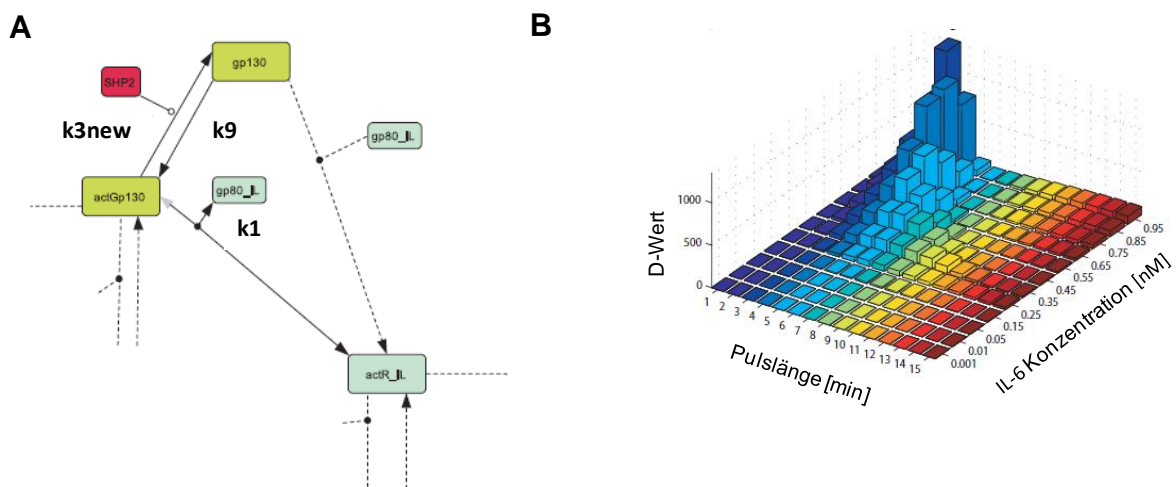 A
gp130
SHP2
k3new
k9
gp80_IL
actGp130
gp80_IL
k1
actR_IL
B
D-Wert
1000
500
0
1
2
3
4
5
6
7
8
9
10
11
12
13
14
15
Pulslänge [min]
0.001
0.01
0.05
0.15
0.25
0.35
0.45
0.55
0.65
0.75
0.85
0.95
IL-6 Konzentration [nM]